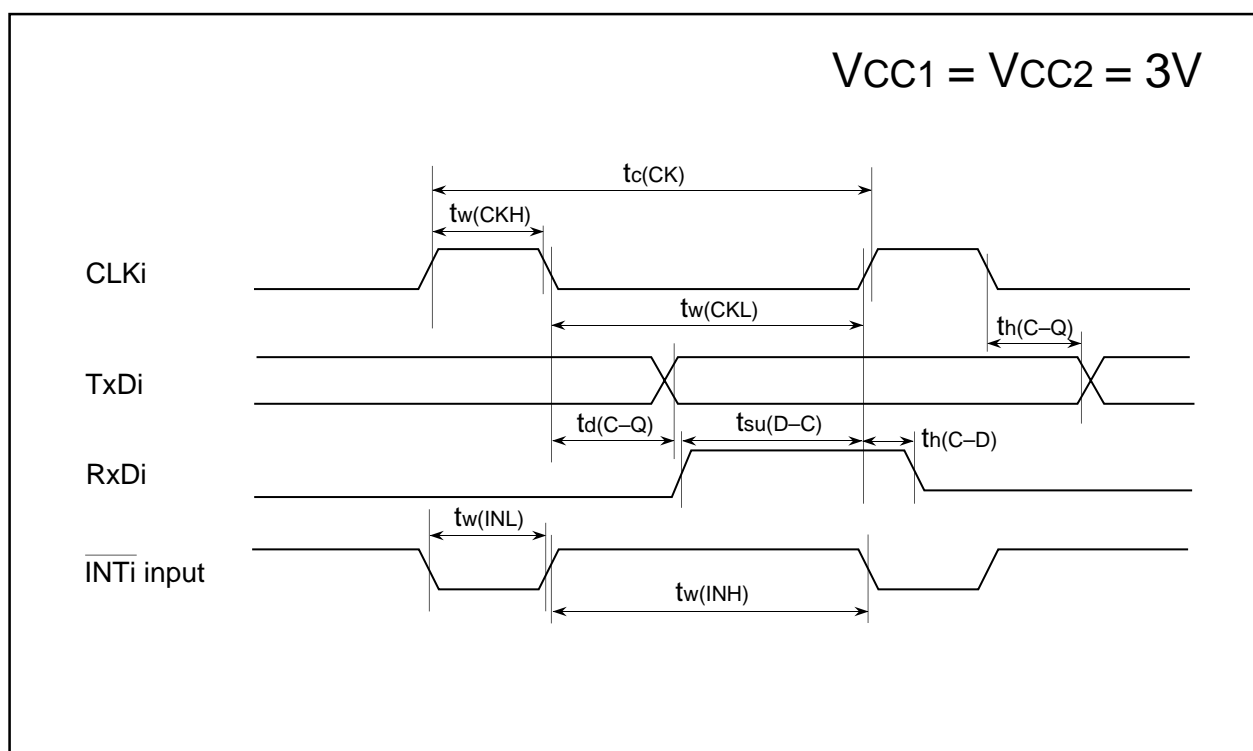 VCC1 = VCC2 = 3V
tc(CK)
tw(CKH)
CLKi
tw(CKL)
th(C–Q)
TxDi
td(C–Q)
tsu(D–C)
th(C–D)
RxDi
tw(INL)
INTi input
tw(INH)